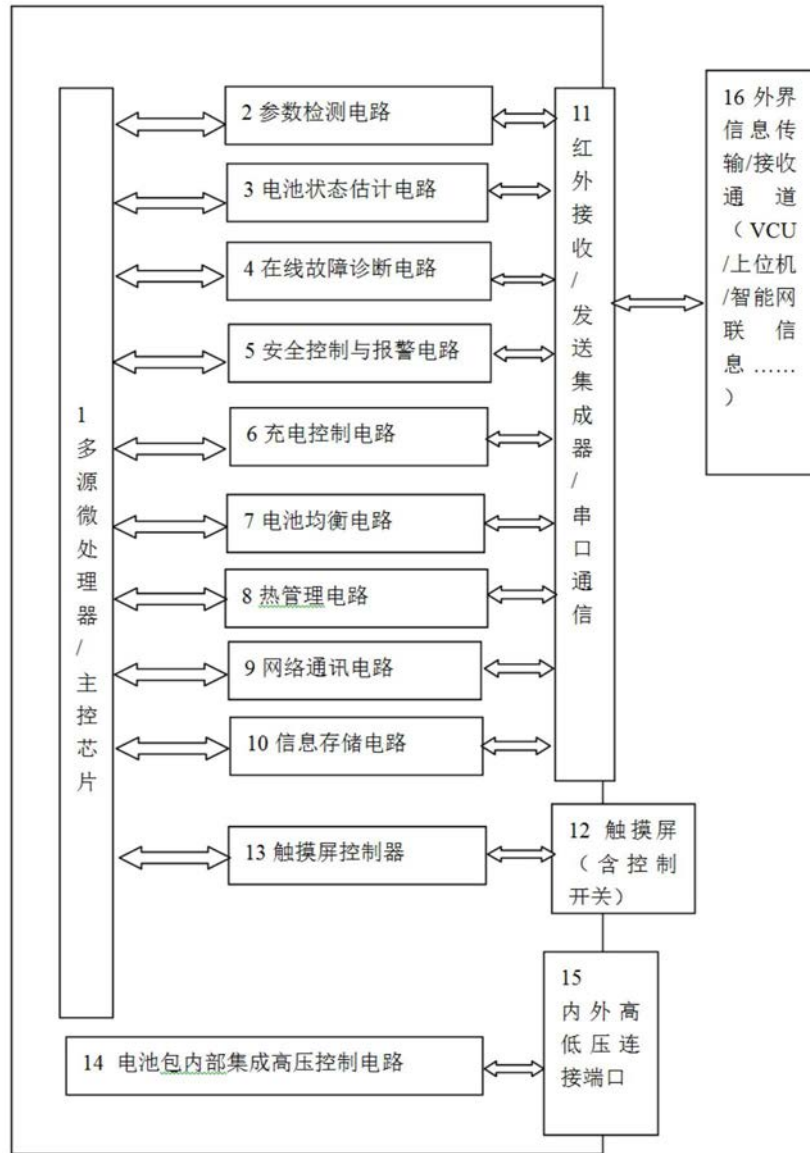 1
多
源
微
处
理
器
/
主
控
芯
片
2 参数检测电路
3 电池状态估计电路
4 在线故障诊断电路
5 安全控制与报警电路
6 充电控制电路
7 电池均衡电路
8 热管理电路
9 网络通讯电路
10 信息存储电路
13 触摸屏控制器
14 电池包内部集成高压控制电路
11
红
外
接
收
/
发
送
集
成
器
/
串
口
通
信
12 触摸屏
（含控制
开关）
15
内外高
低压连
接端口
16 外界
信息传
输/接收
通道
（VCU
/上位机
/智能网
联信
息……
）